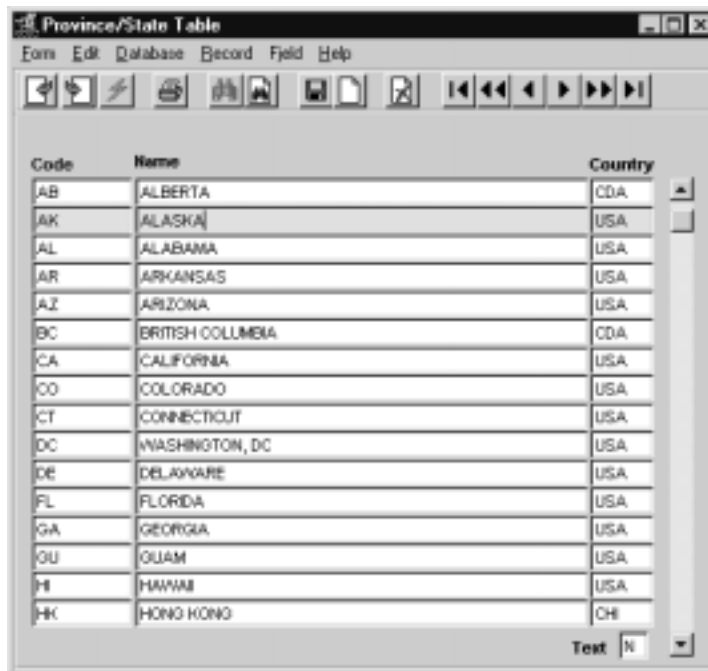 Province/State Table
Form Edit Database Record Field Help
Code Name Country
AB ALBERTA CDA
AK ALASKA USA
AL ALABAMA USA
AR ARKANSAS USA
AZ ARIZONA USA
BC BRITISH COLUMBIA CDA
CA CALIFORNIA USA
CO COLORADO USA
CT CONNECTICUT USA
DC WASHINGTON, DC USA
DE DELAWARE USA
FL FLORIDA USA
GA GEORGIA USA
GU GUAM USA
HI HAWAII USA
HK HONG KONG CHI
Text N